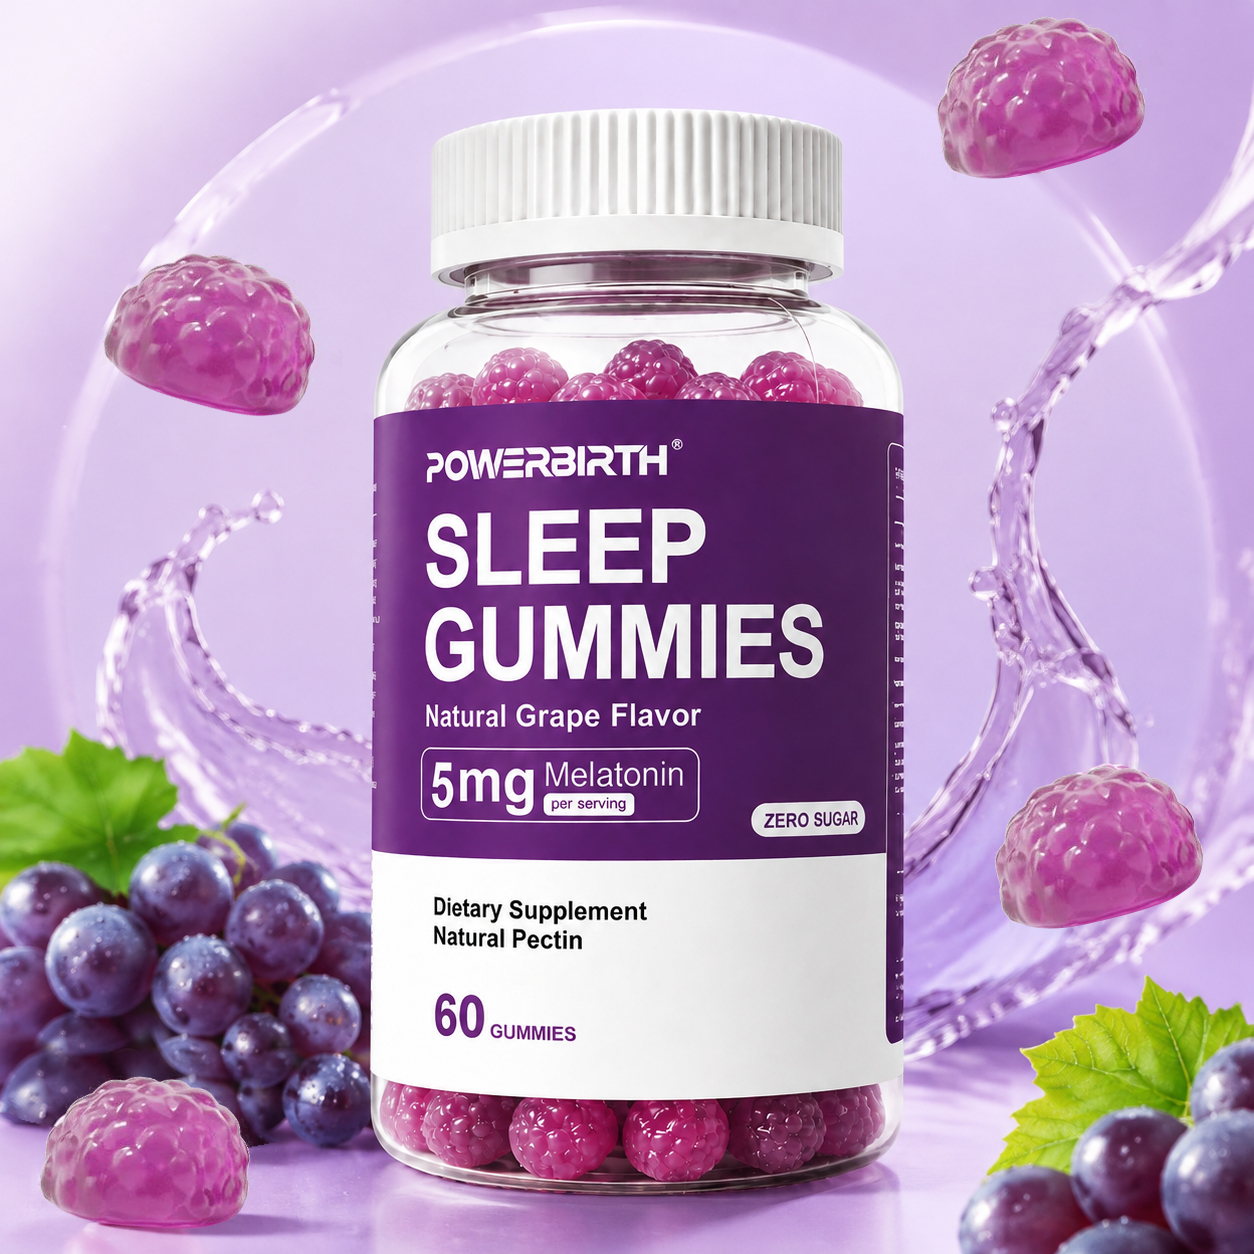 POWERBIRTH®
SLEEP
GUMMIES
Natural Grape Flavor
5mg Melatonin
per serving
ZERO SUGAR
Dietary Supplement
Natural Pectin
60 GUMMIES